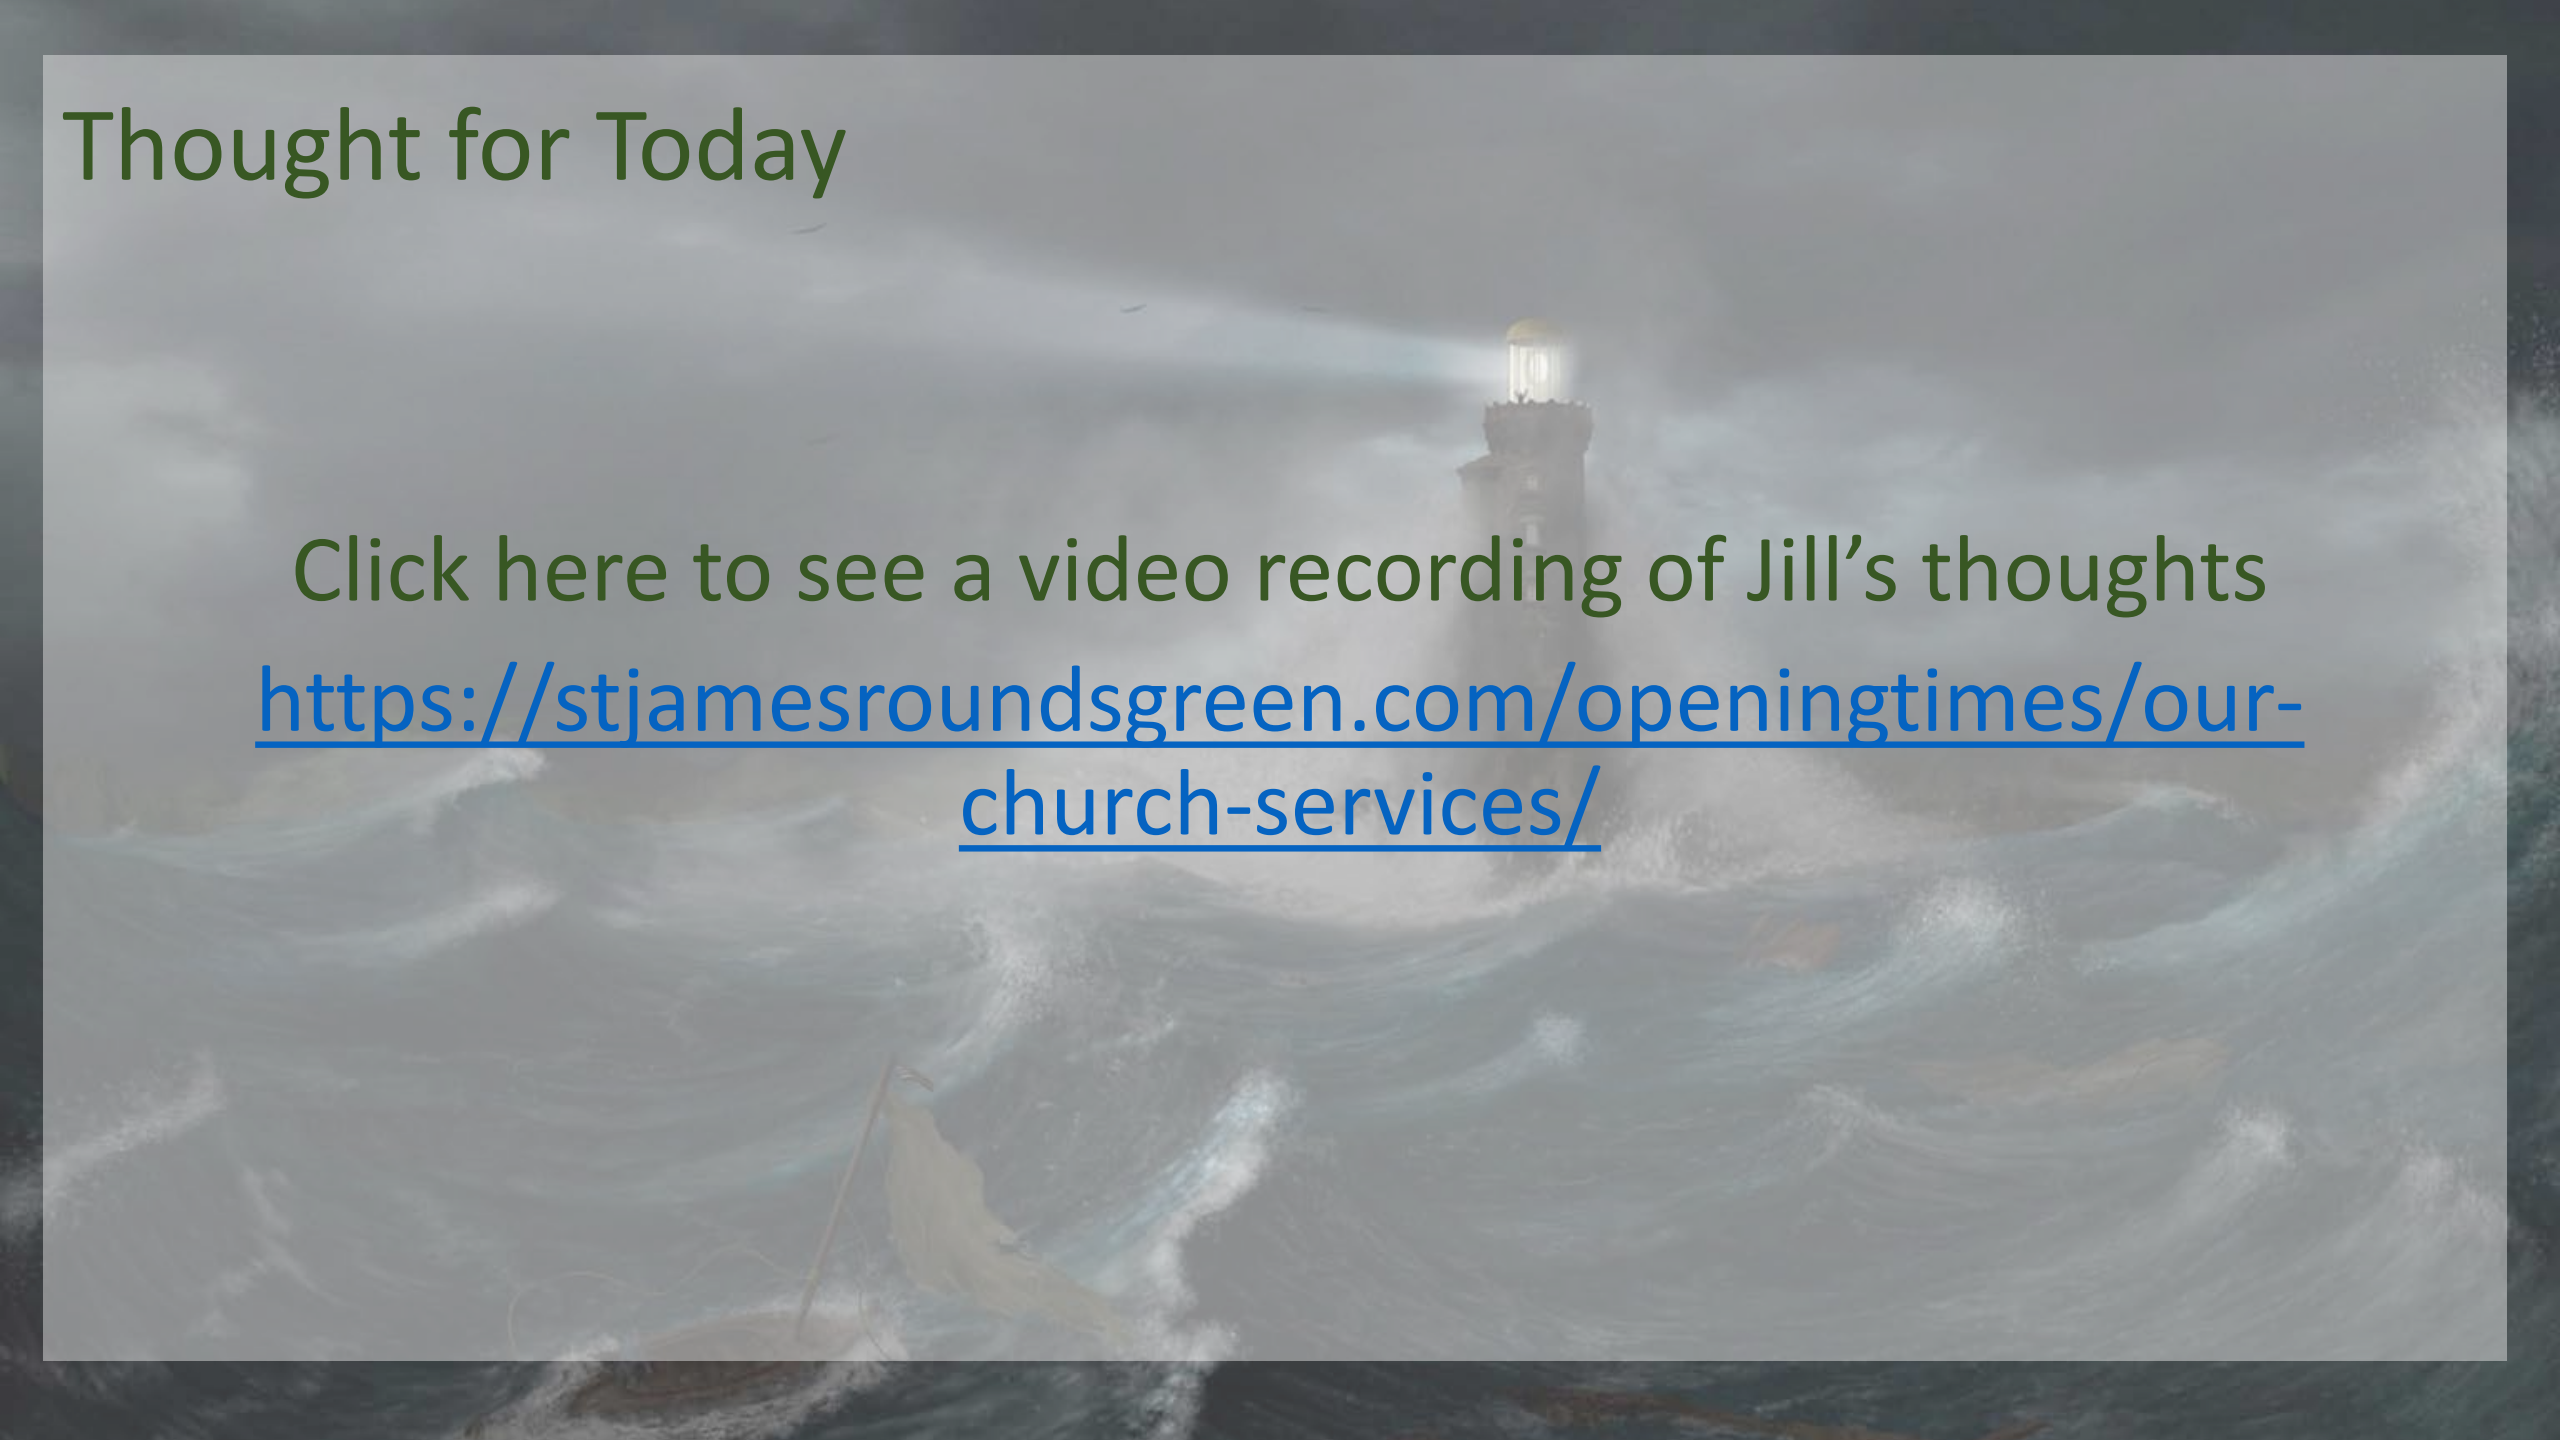 Thought for Today
Click here to see a video recording of Jill’s thoughts
https://stjamesroundsgreen.com/openingtimes/our-
church-services/